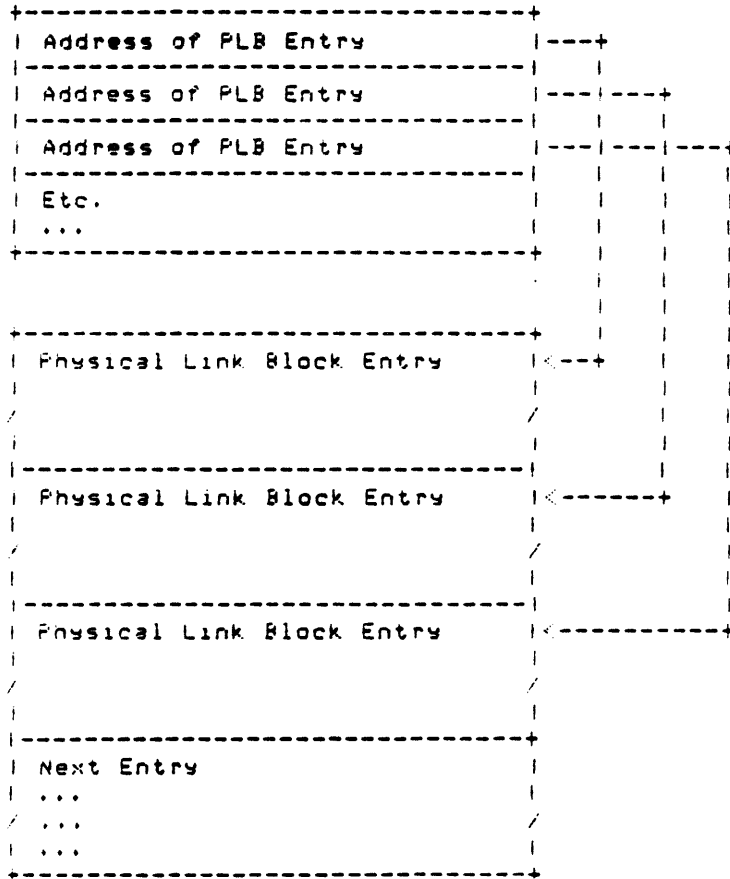 Address of PLB Entry
Address of PLB Entry
Address of PLB Entry
Etc.
...
Physical Link Block Entry
Physical Link Block Entry
Physical Link Block Entry
Next Entry
...
...
...